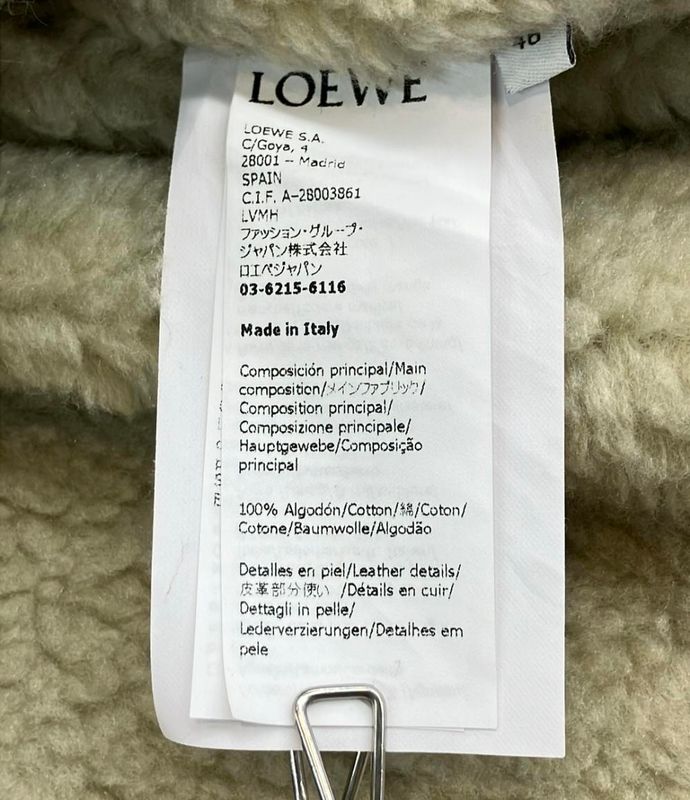 46
LOEWE
LOEWE S.A.
C/Goya, 4
28001 – Madrid
SPAIN
C.I.F. A-28003861
LVMH
ファッション・グループ・
ジャパン株式会社
ロエベジャパン
03-6215-6116
Made in Italy
Composición principal/Main
composition/メインファブリック/
Composition principal/
Composizione principale/
Hauptgewebe/Composição
principal
100% Algodón/Cotton/綿/Coton/
Cotone/Baumwolle/Algodão
Detalles en piel/Leather details/
皮革部分使い /Détails en cuir/
Dettagli in pelle/
Lederverzierungen/Detalhes em
pele